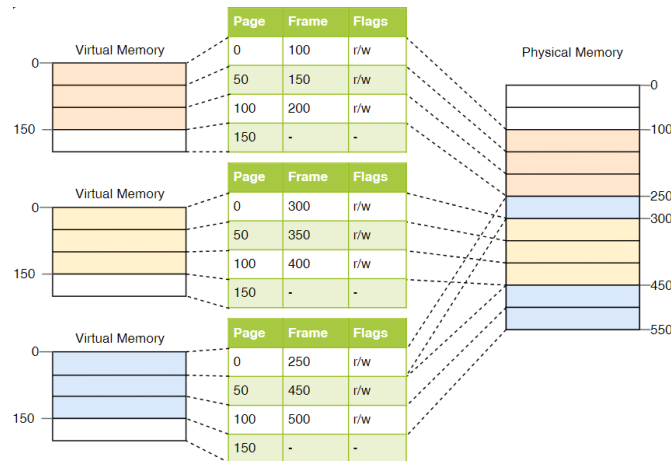 Page Frame Flags
Virtual Memory
0
0 100 r/w
50 150 r/w
100 200 r/w
150
150 - -
Physical Memory
0
100
250
300
450
550
Virtual Memory
0
150
Page Frame Flags
0 300 r/w
50 350 r/w
100 400 r/w
150 - -
Virtual Memory
0
150
Page Frame Flags
0 250 r/w
50 450 r/w
100 500 r/w
150 - -